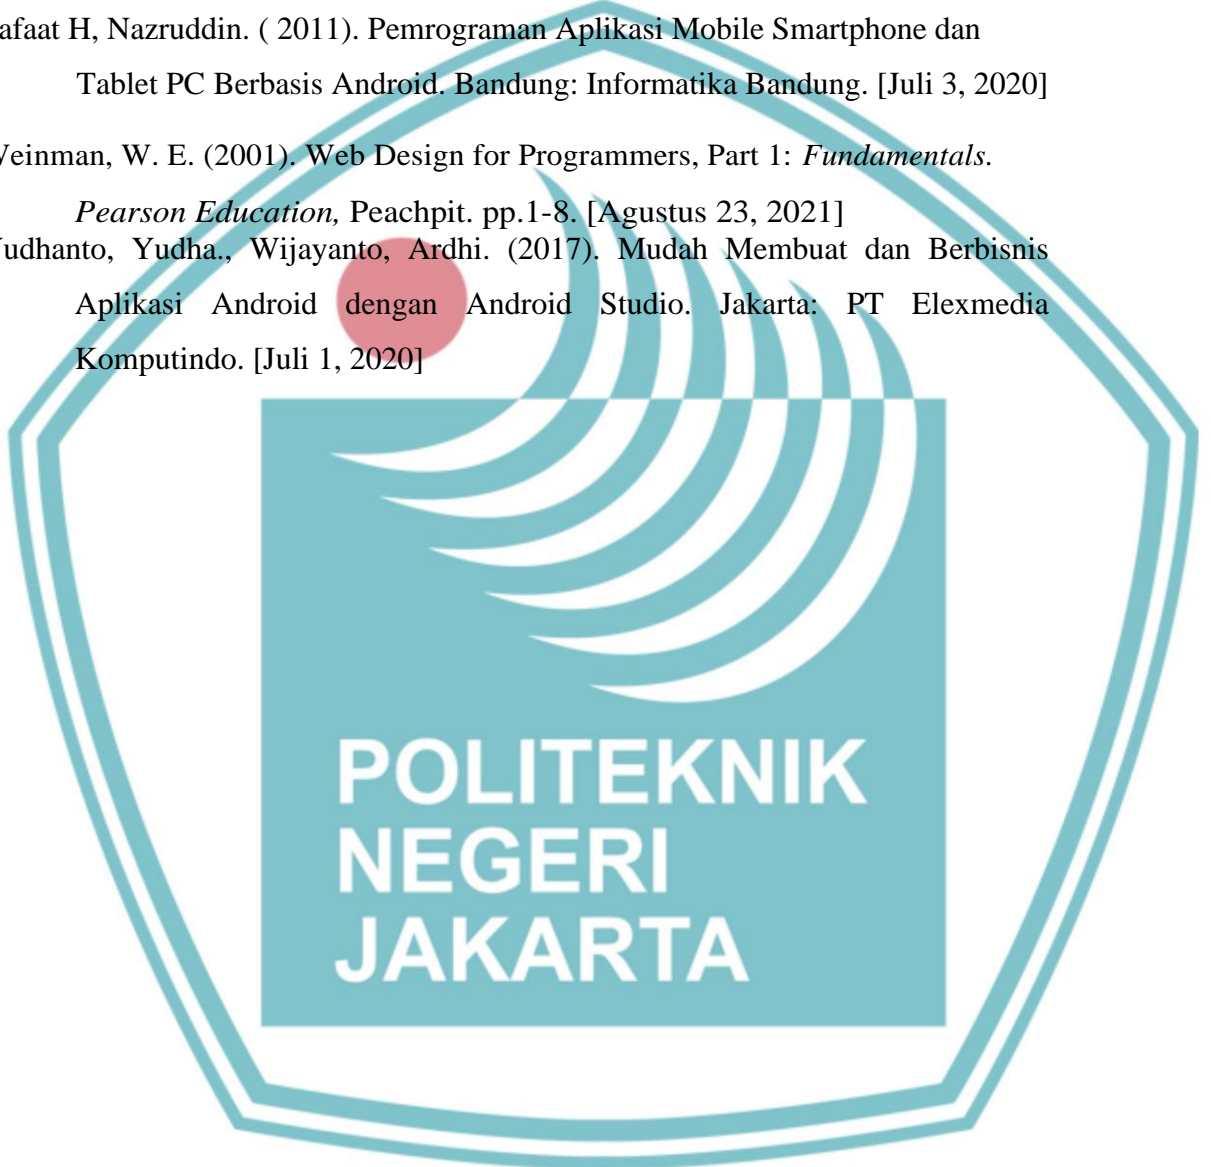 afaat H, Nazruddin. ( 2011). Pemrograman Aplikasi Mobile Smartphone dan
Tablet PC Berbasis Android. Bandung: Informatika Bandung. [Juli 3, 2020]
Weinman, W. E. (2001). Web Design for Programmers, Part 1: Fundamentals.
Pearson Education, Peachpit. pp.1-8. [Agustus 23, 2021]
Yudhanto, Yudha., Wijayanto, Ardhi. (2017). Mudah Membuat dan Berbisnis
Aplikasi Android dengan Android Studio. Jakarta: PT Elexmedia
Komputindo. [Juli 1, 2020]
POLITEKNIK
NEGERI
JAKARTA